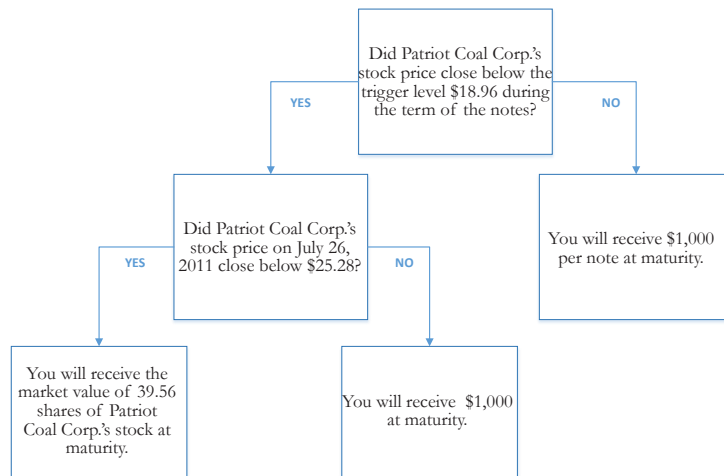 Did Patriot Coal Corp.'s
stock price close below the
trigger level $18.96 during
the term of the notes?
YES
NO
Did Patriot Coal Corp.'s
stock price on July 26,
2011 close below $25.28?
You will receive $1,000
per note at maturity.
YES
NO
You will receive the
market value of 39.56
shares of Patriot
Coal Corp.'s stock at
maturity.
You will receive $1,000
at maturity.